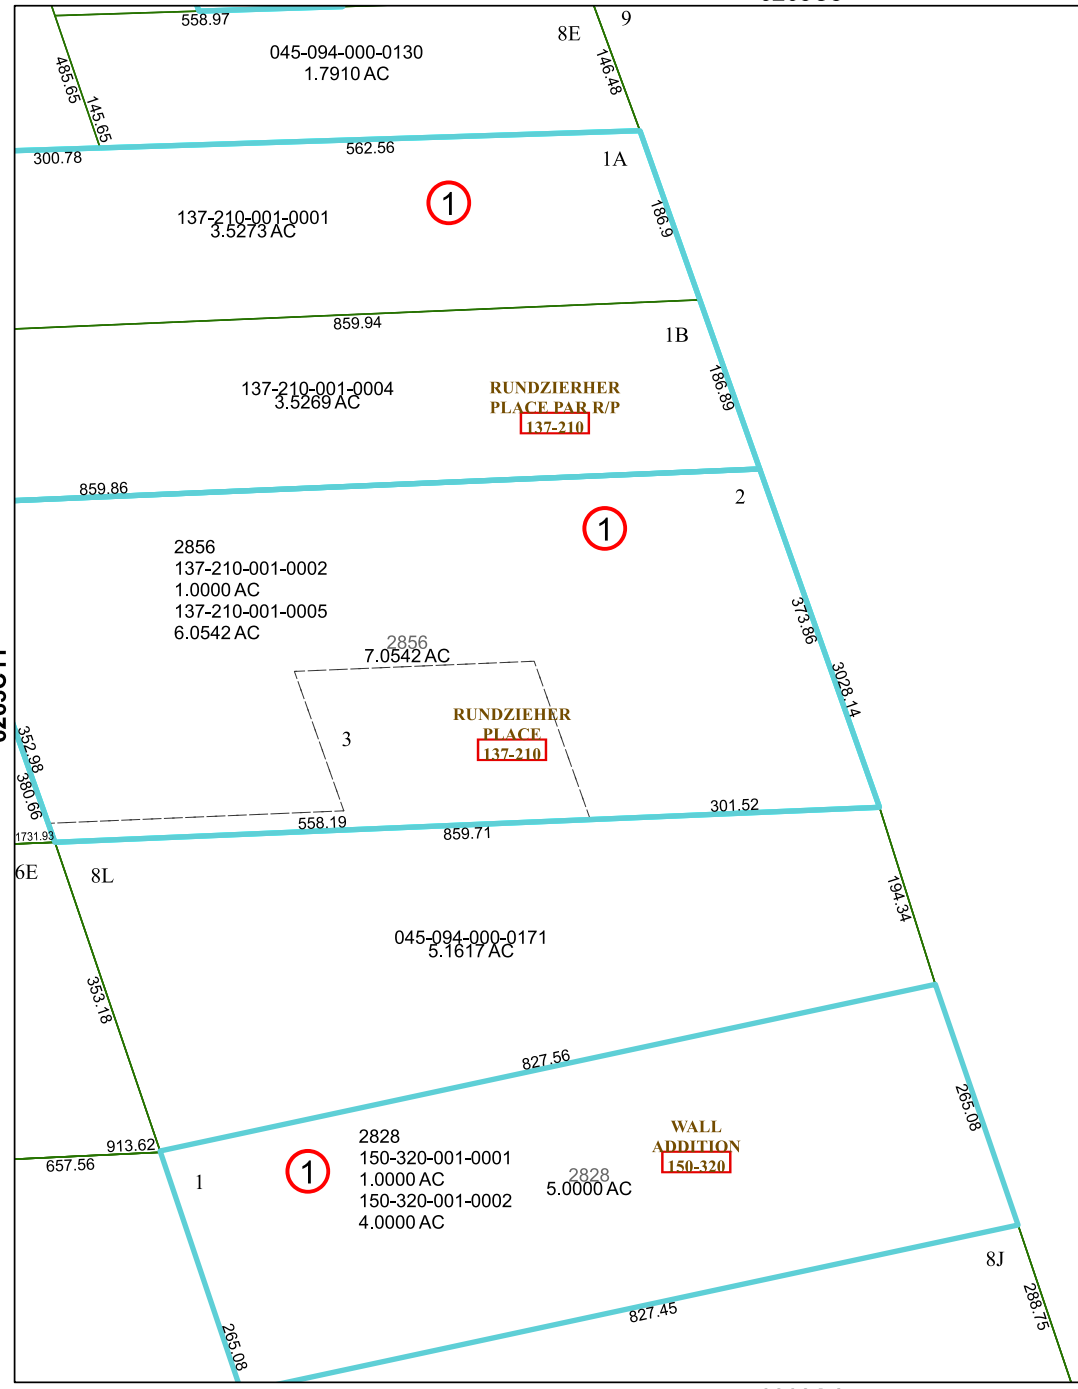 558.97
9
8E
045-094-000-0130
1.7910 AC
146.48
485.65
145.65
300.78
562.56
1A
1
137-210-001-0001
3.5273 AC
186.9
859.94
1B
137-210-001-0004
3.5269 AC
RUNDZIERHER
PLACE PAR R/P
137-210
186.89
859.86
2
1
2856
137-210-001-0002
1.0000 AC
137-210-001-0005
6.0542 AC
2856
7.0542 AC
373.86
3028.14
RUNDZIEHER
PLACE
137-210
3
352.98
380.66
301.52
558.19
859.71
1731.93
6E
8L
194.34
045-094-000-0171
5.1617 AC
353.18
827.56
265.08
913.62
657.56
1
1
2828
150-320-001-0001
1.0000 AC
150-320-001-0002
4.0000 AC
WALL
ADDITION
150-320
2828
5.0000 AC
8J
288.75
827.45
265.08